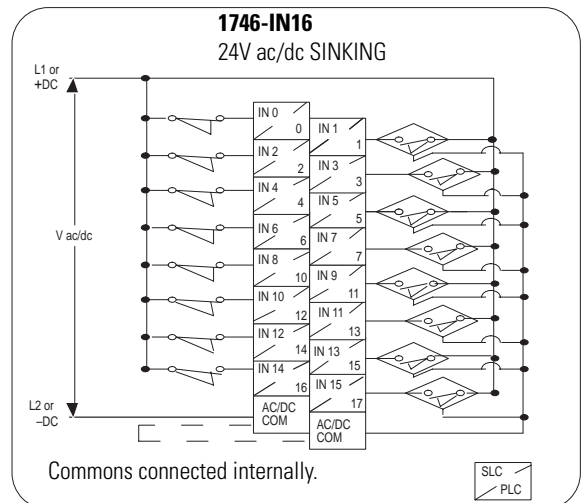 1746-IN16
24V ac/dc SINKING
L1 or
+DC
V ac/dc
L2 or
–DC
IN 0
0
IN 1
1
IN 2
2
IN 3
3
IN 4
4
IN 5
5
IN 6
6
IN 7
7
IN 8
10
IN 9
11
IN 10
12
IN 11
13
IN 12
14
IN 13
15
IN 14
16
IN 15
17
AC/DC
COM
AC/DC
COM
Commons connected internally.
SLC
PLC